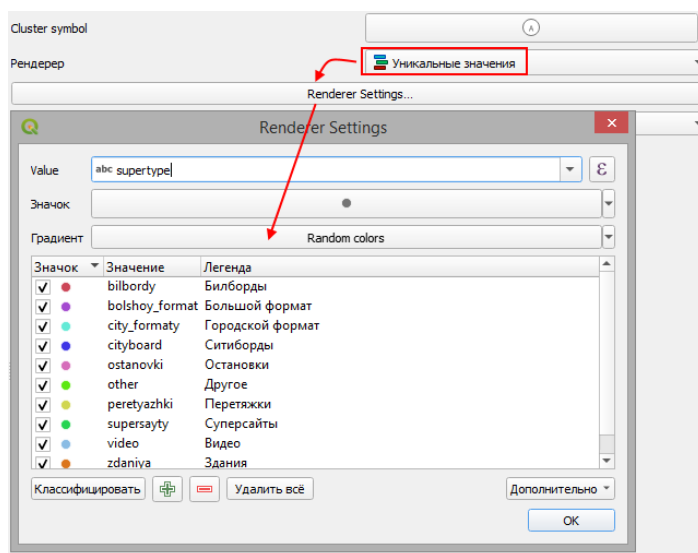 Cluster symbol
Рендерер Уникальные значения
Renderer Settings...
Renderer Settings
Value abc supertype ε
Значок
Градиент Random colors
Значок Значение Легенда
bilbordy Билборды
bolshoy_format Большой формат
city_formaty Городской формат
cityboard Ситиборды
ostanovki Остановки
other Другое
peretyazhki Перетяжки
supersayty Суперсайты
video Видео
zdaniya Здания
Классифицировать Удалить всё Дополнительно
OK